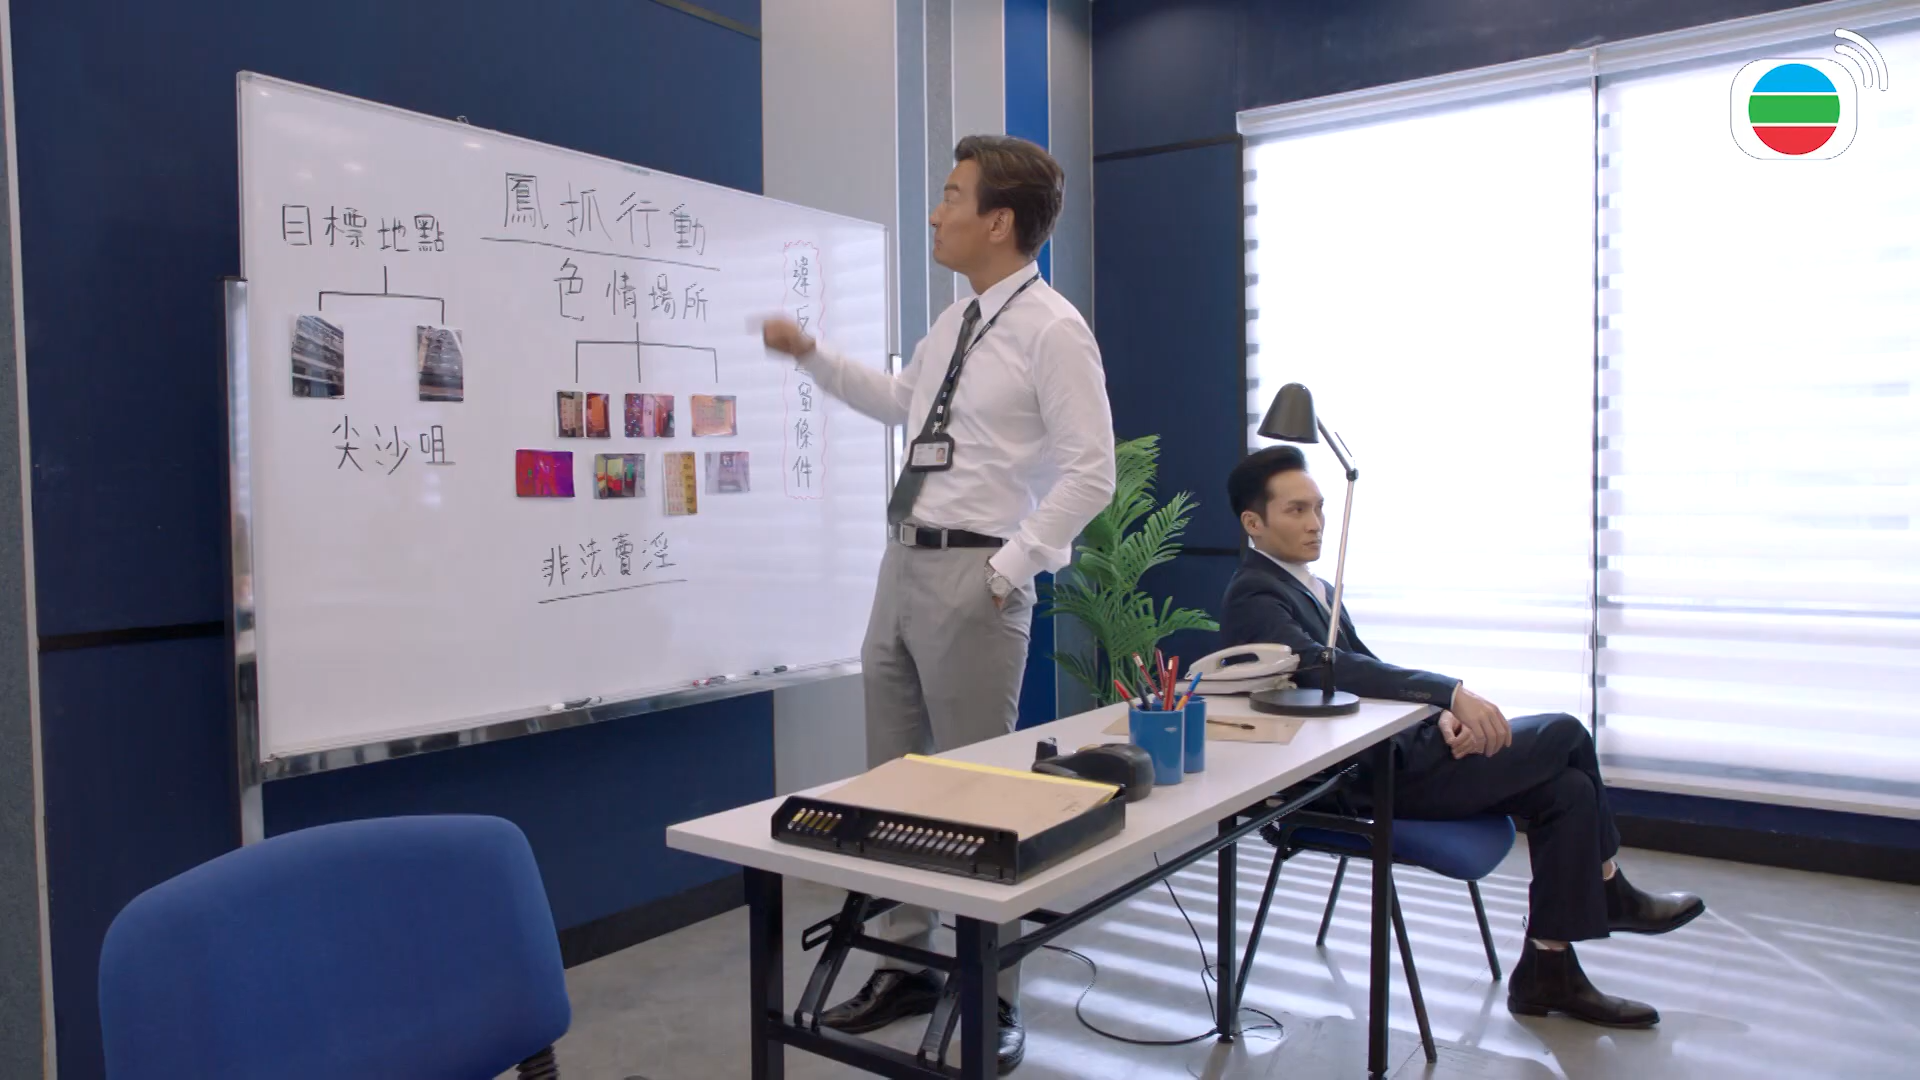 目標地點
尖沙咀
鳳抓行動
色情場所
非法賣淫
違反
留條件